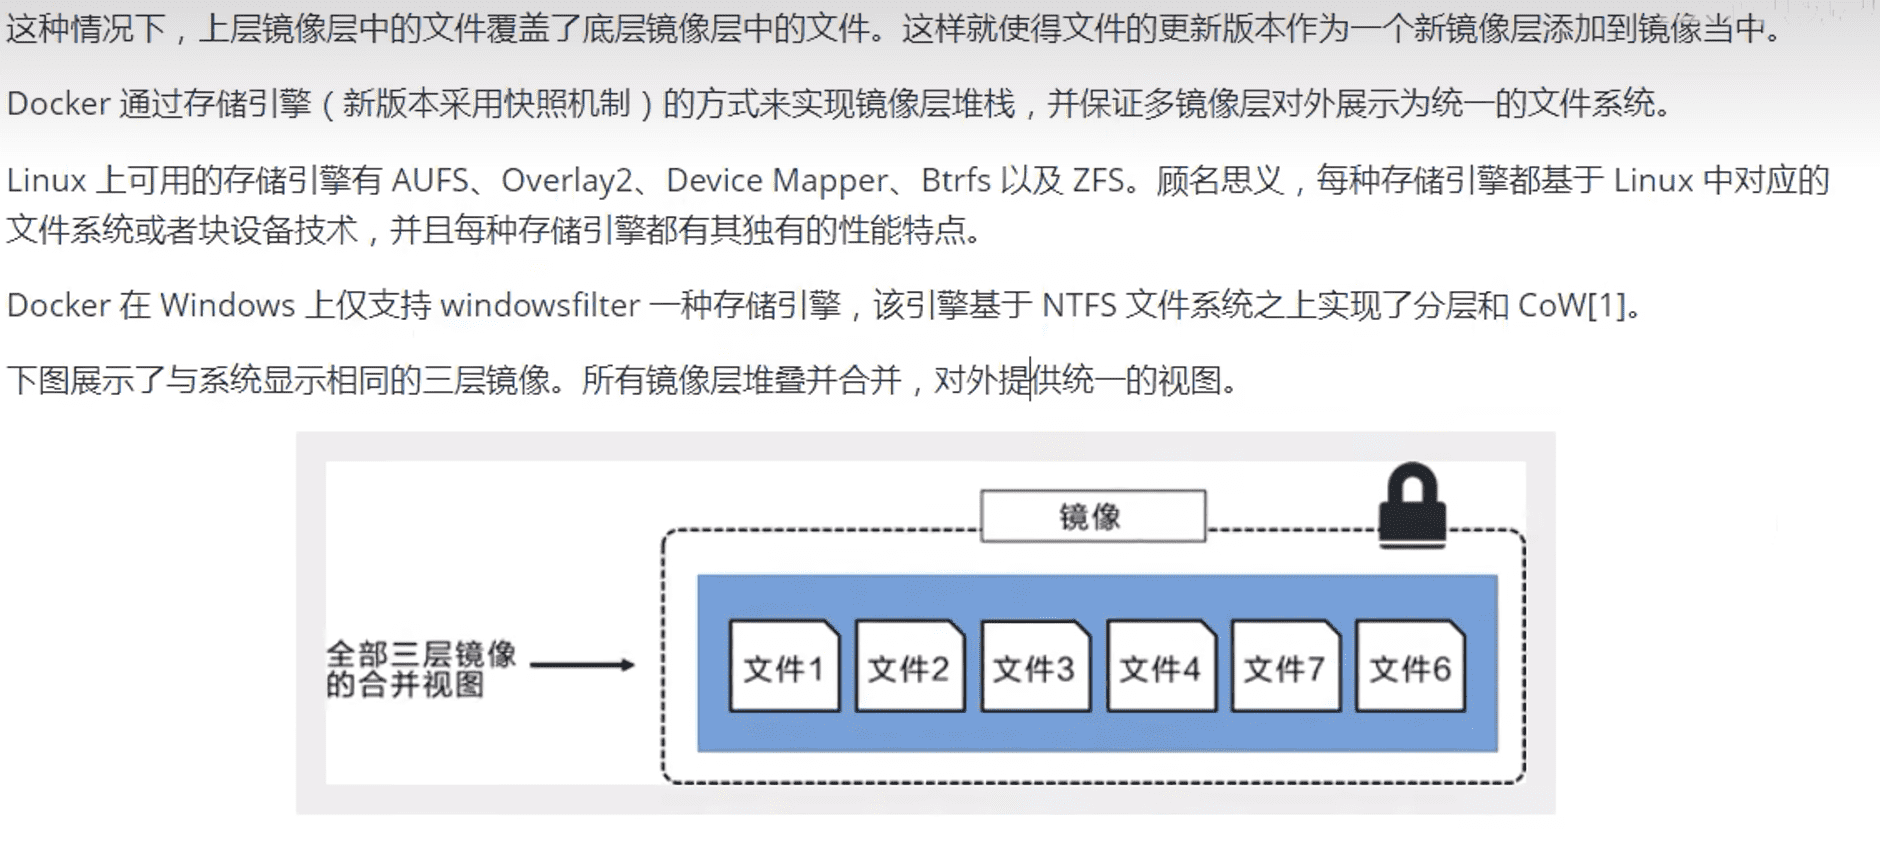 这种情况下，上层镜像层中的文件覆盖了底层镜像层中的文件。这样就使得文件的更新版本作为一个新镜像层添加到镜像当中。
Docker 通过存储引擎（新版本采用快照机制）的方式来实现镜像层堆栈，并保证多镜像层对外展示为统一的文件系统。
Linux 上可用的存储引擎有 AUFS、Overlay2、Device Mapper、Btrfs 以及 ZFS。顾名思义，每种存储引擎都基于 Linux 中对应的
文件系统或者块设备技术，并且每种存储引擎都有其独有的性能特点。
Docker 在 Windows 上仅支持 windowsfilter 一种存储引擎，该引擎基于 NTFS 文件系统之上实现了分层和 CoW[1]。
下图展示了与系统显示相同的三层镜像。所有镜像层堆叠并合并，对外提供统一的视图。
镜像
全部三层镜像
的合并视图
文件1 文件2 文件3 文件4 文件7 文件6